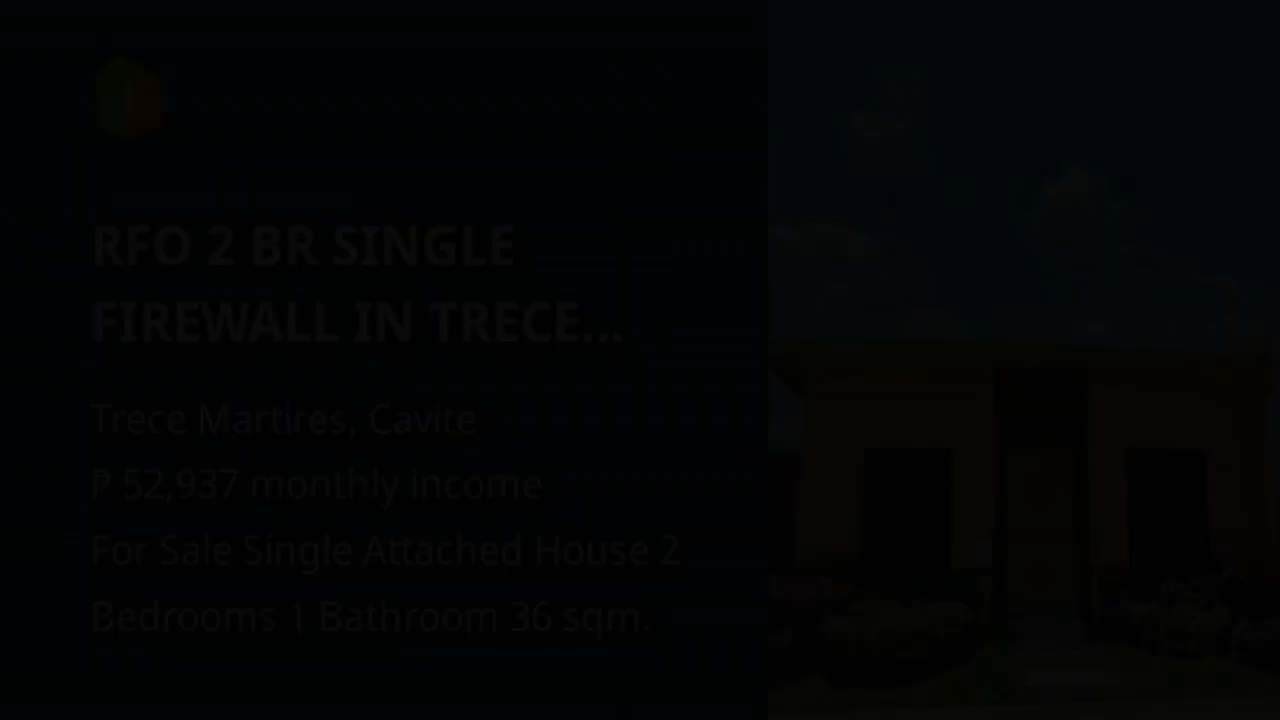 RFO 2 BR SINGLE
FIREWALL IN TRECE...
Trece Martires, Cavite
₱ 52,937 monthly income
For Sale Single Attached House 2
Bedrooms 1 Bathroom 36 sqm.